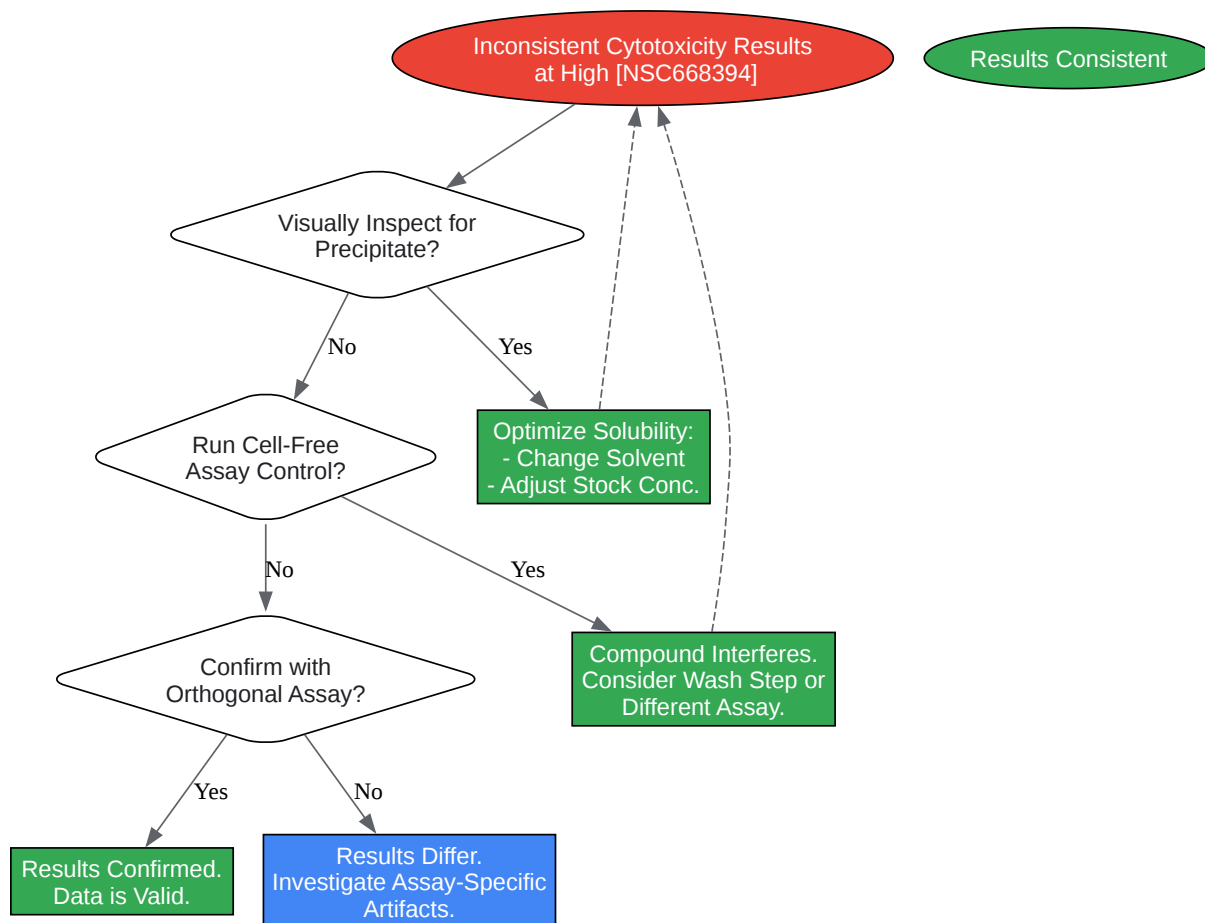 Inconsistent Cytotoxicity Results
at High [NSC668394]
Results Consistent
Visually Inspect for
Precipitate?
No
Yes
Run Cell-Free
Assay Control?
Optimize Solubility:
- Change Solvent
- Adjust Stock Conc.
No
Yes
Confirm with
Orthogonal Assay?
Compound Interferes.
Consider Wash Step or
Different Assay.
Yes
No
Results Confirmed.
Data is Valid.
Results Differ.
Investigate Assay-Specific
Artifacts.